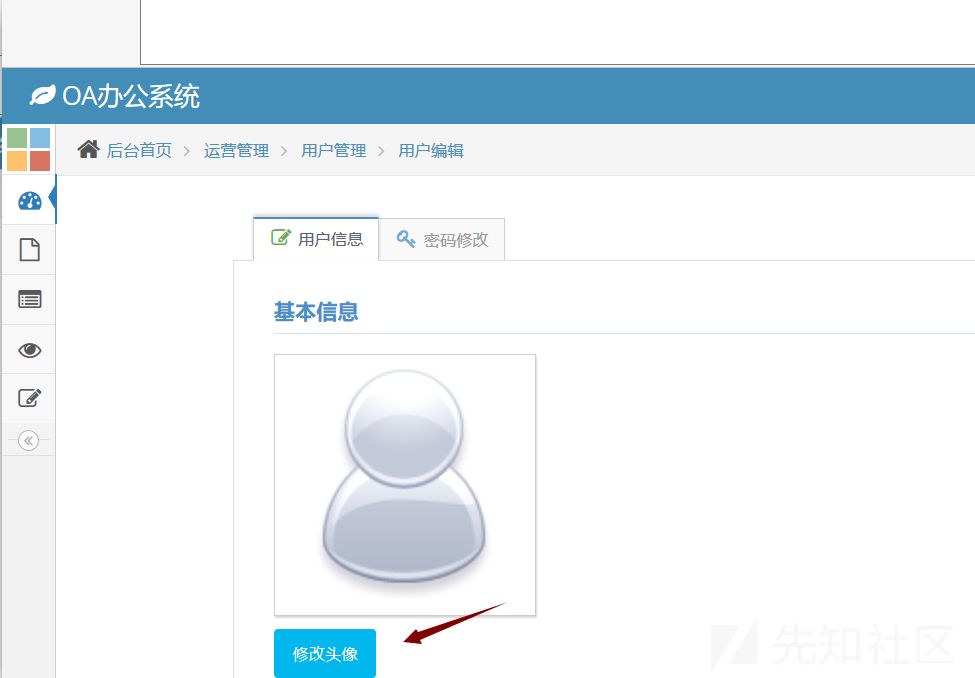 OA办公系统
后台首页 > 运营管理 > 用户管理 > 用户编辑
用户信息 密码修改
基本信息
修改头像
先知社区